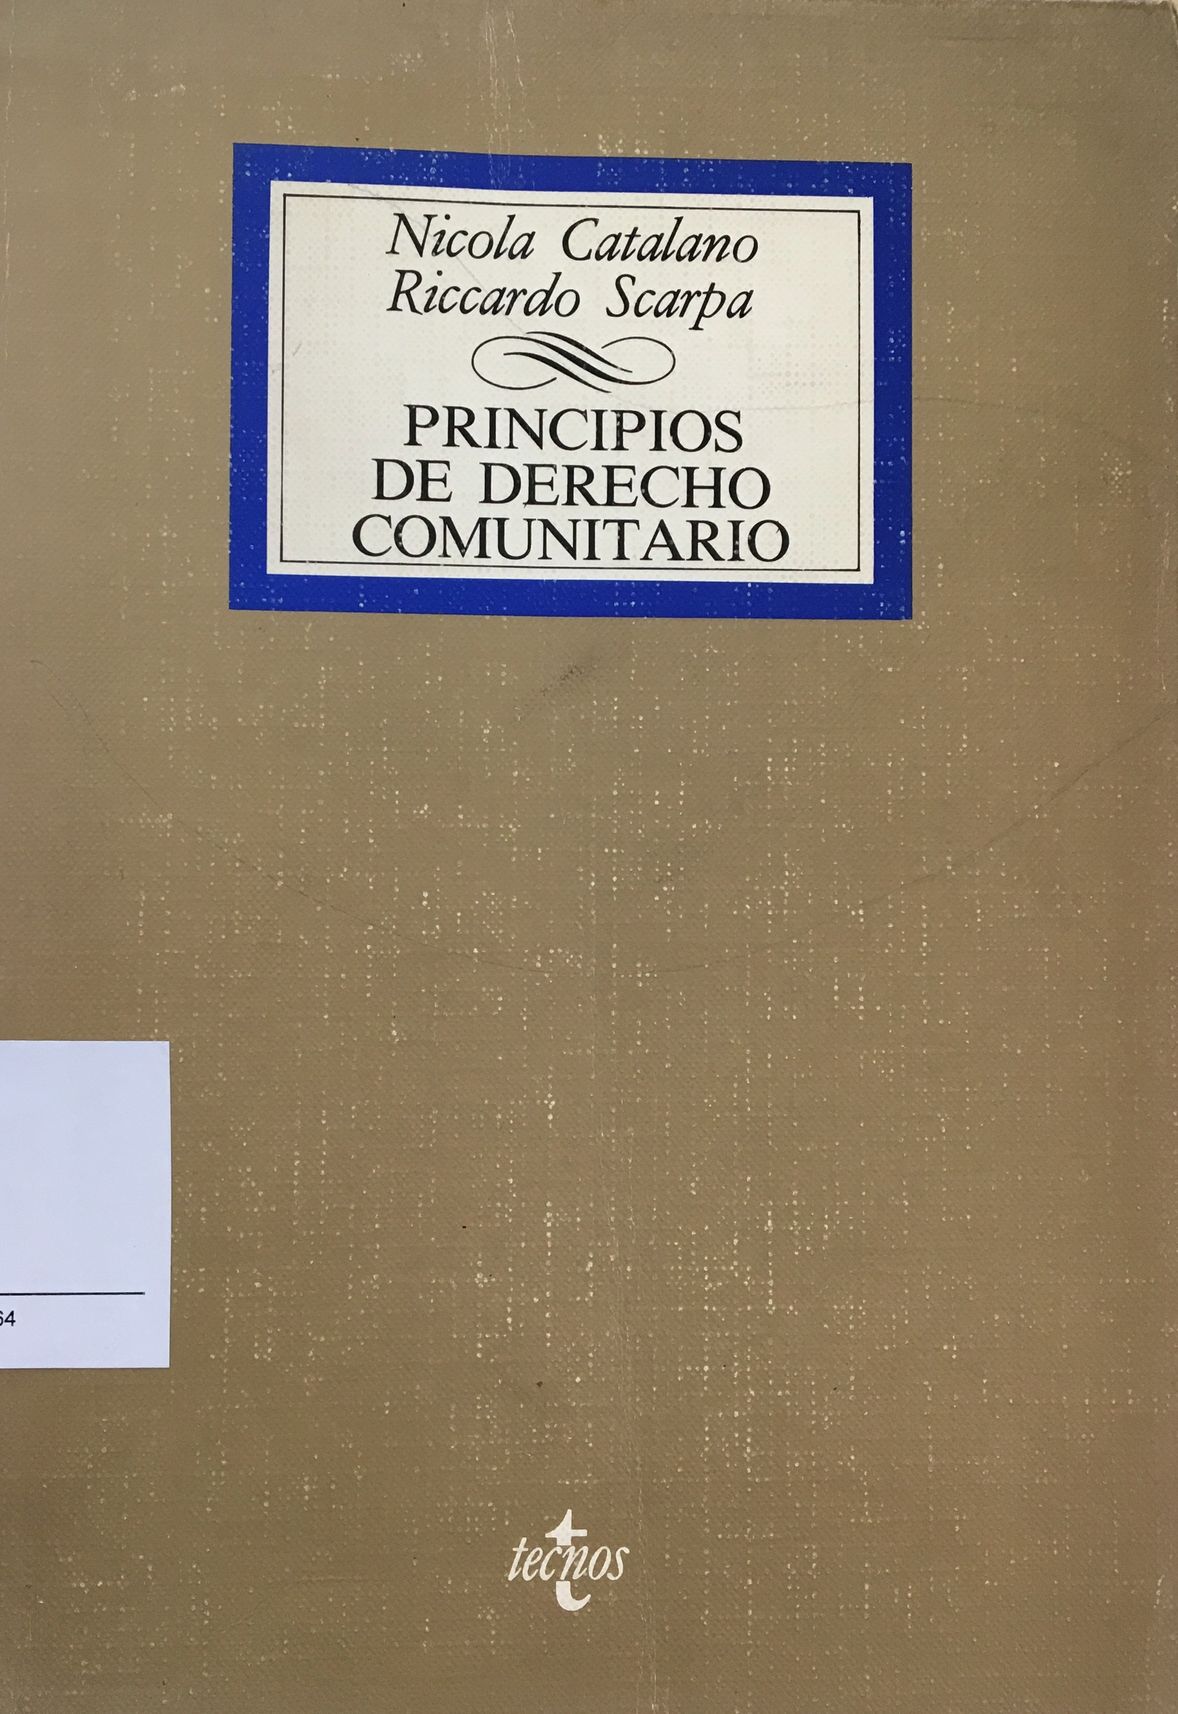 Nicola Catalano
Riccardo Scarpa
PRINCIPIOS
DE DERECHO
COMUNITARIO
64
tecnos